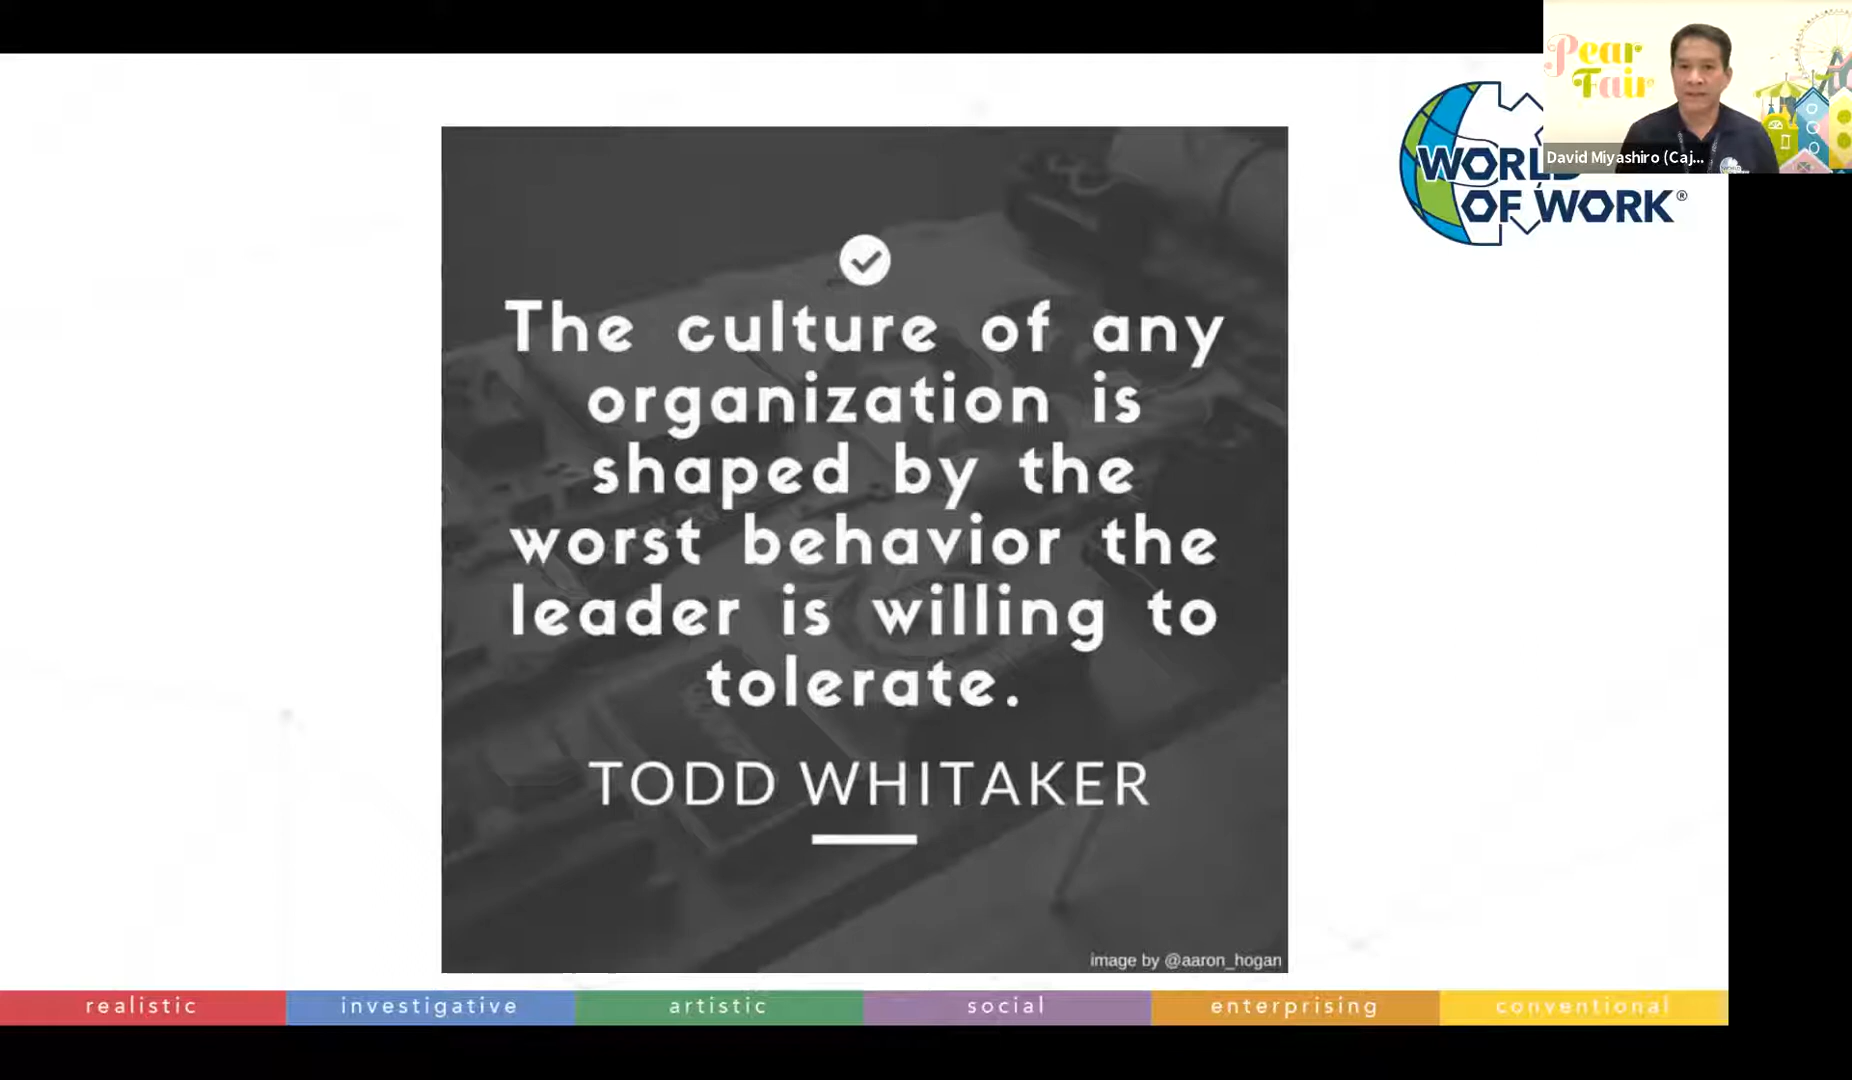 Pear
Fair
David Miyashiro (Caj...
WORLD
OF WORK®
The culture of any
organization is
shaped by the
worst behavior the
leader is willing to
tolerate.
TODD WHITAKER
image by @aaron_hogan
realistic
investigative
artistic
social
enterprising
conventional